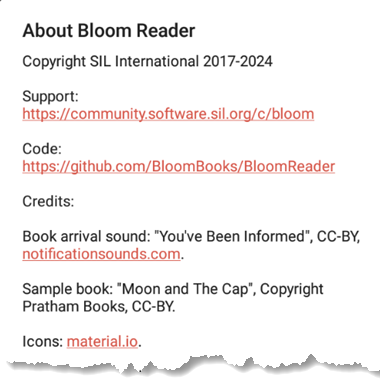 About Bloom Reader
Copyright SIL International 2017-2024
Support:
https://community.software.sil.org/c/bloom
Code:
https://github.com/BloomBooks/BloomReader
Credits:
Book arrival sound: "You've Been Informed", CC-BY,
notificationsounds.com.
Sample book: "Moon and The Cap", Copyright
Pratham Books, CC-BY.
Icons: material.io.